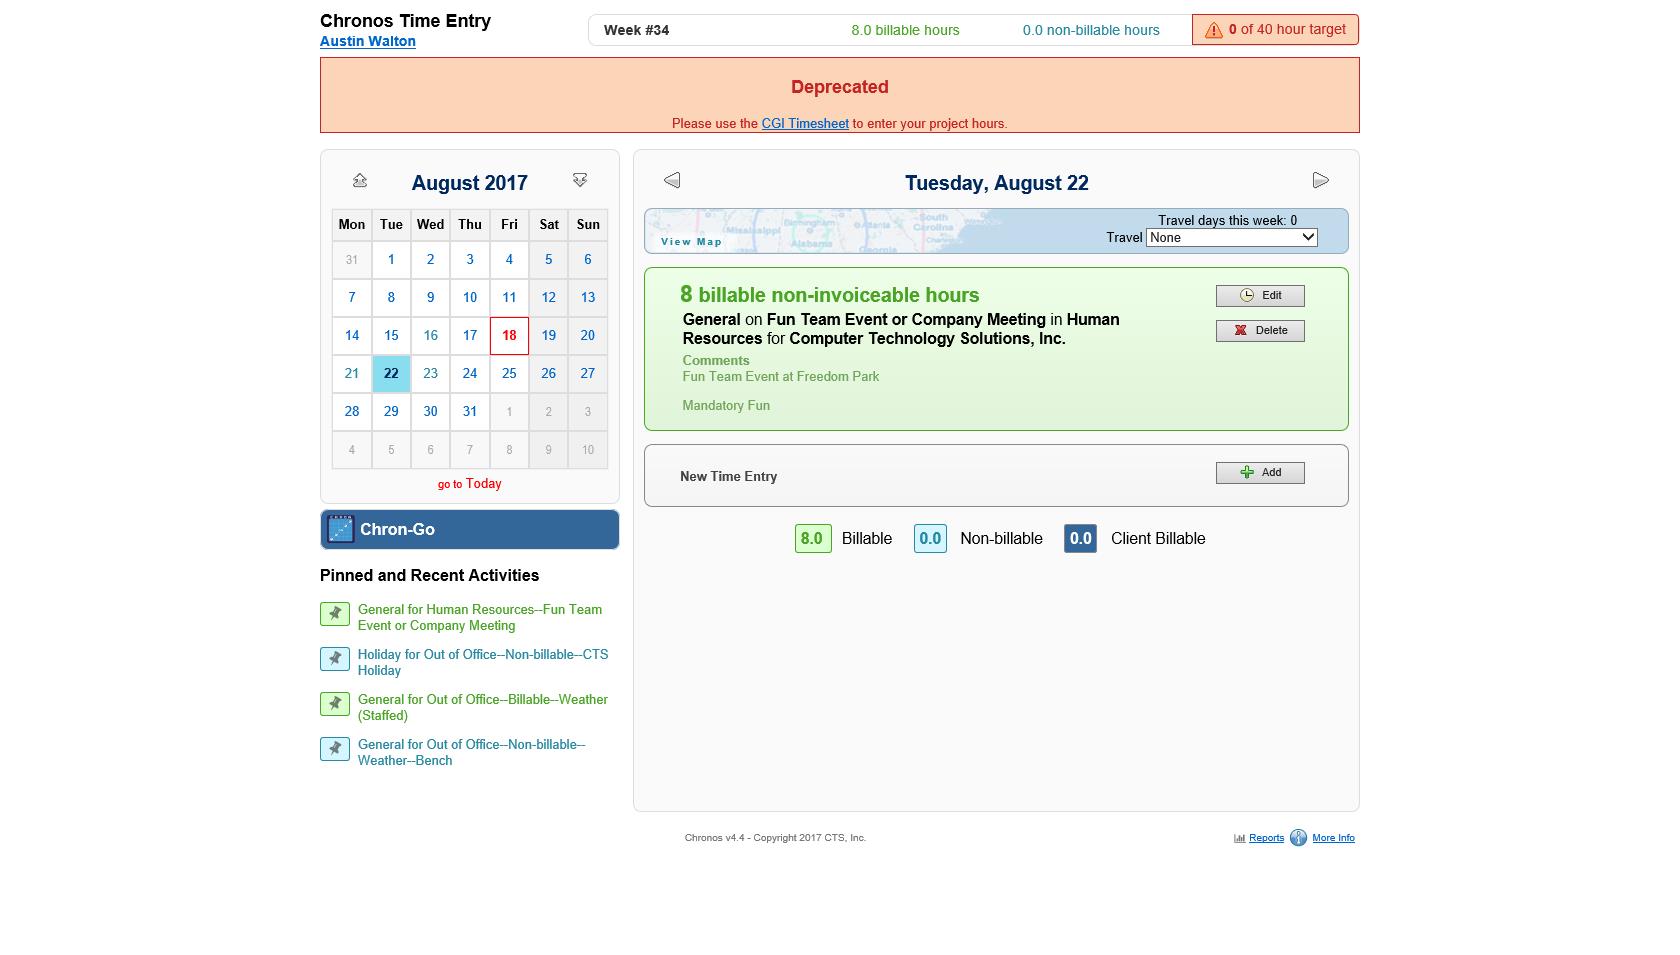 Chronos Time Entry
Austin Walton
Week #34
8.0 billable hours
0.0 non-billable hours
0 of 40 hour target
Deprecated
Please use the CGI Timesheet to enter your project hours.
August 2017
Mon Tue Wed Thu Fri Sat Sun
31 1 2 3 4 5 6
7 8 9 10 11 12 13
14 15 16 17 18 19 20
21 22 23 24 25 26 27
28 29 30 31 1 2 3
4 5 6 7 8 9 10
go to Today
Chron-Go
Pinned and Recent Activities
General for Human Resources--Fun Team
Event or Company Meeting
Holiday for Out of Office--Non-billable--CTS
Holiday
General for Out of Office--Billable--Weather
(Staffed)
General for Out of Office--Non-billable--
Weather--Bench
Tuesday, August 22
Mississippi
Birmingham
Alabama
Atlanta
Georgia
South
Carolina
View Map
Travel days this week: 0
Travel None
8 billable non-invoiceable hours
General on Fun Team Event or Company Meeting in Human
Resources for Computer Technology Solutions, Inc.
Comments
Fun Team Event at Freedom Park
Mandatory Fun
Edit
Delete
New Time Entry
Add
8.0 Billable 0.0 Non-billable 0.0 Client Billable
Chronos v4.4 - Copyright 2017 CTS, Inc.
Reports More Info